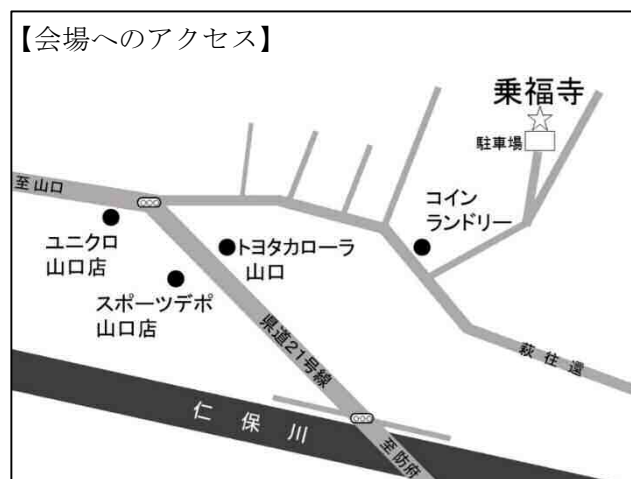 【会場へのアクセス】
乗福寺
駐車場
至山口
コイン
ランドリー
ユニクロ
山口店
トヨタカローラ
山口
スポーツデポ
山口店
県道21号線
萩往還
仁保川
至防府